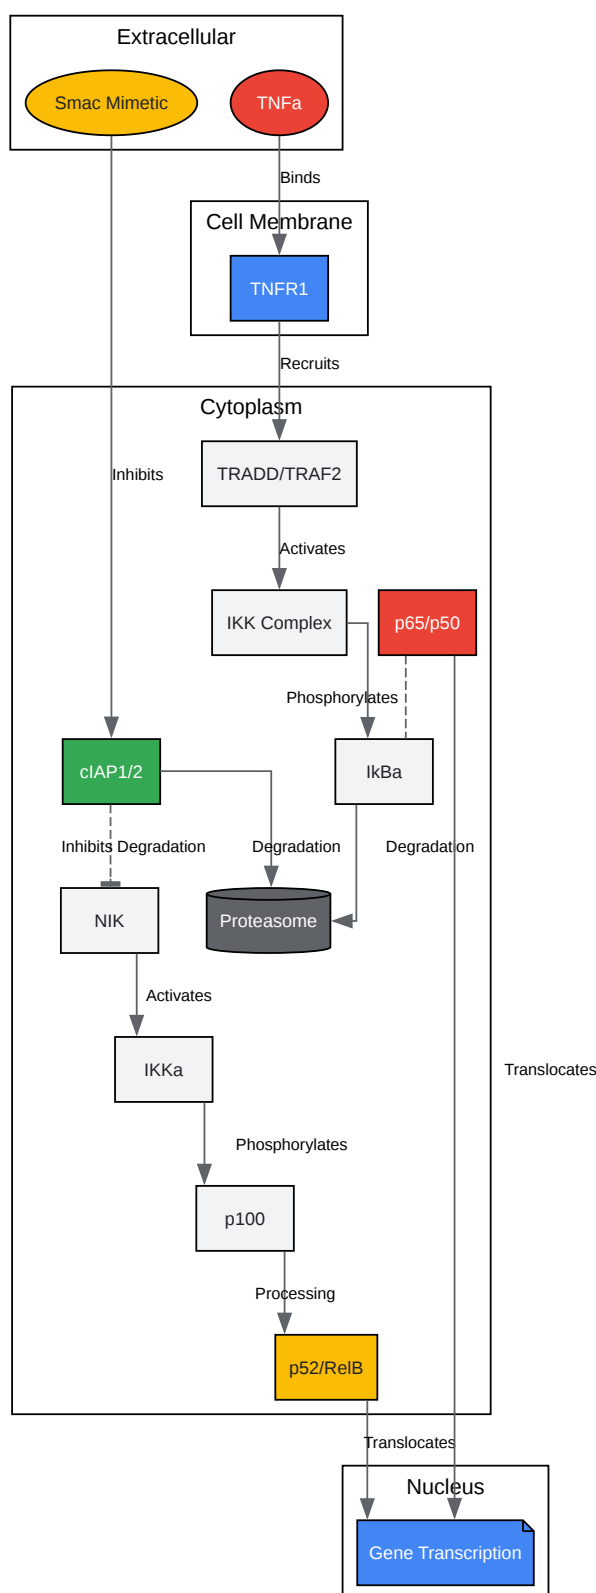 Extracellular
Smac Mimetic
TNFa
Binds
Cell Membrane
TNFR1
Recruits
Cytoplasm
TRADD/TRAF2
Inhibits
Activates
IKK Complex
p65/p50
Phosphorylates
cIAP1/2
IkBa
Inhibits Degradation
Degradation
Degradation
NIK
Proteasome
Activates
IKKa
Translocates
Phosphorylates
p100
Processing
p52/RelB
Translocates
Nucleus
Gene Transcription